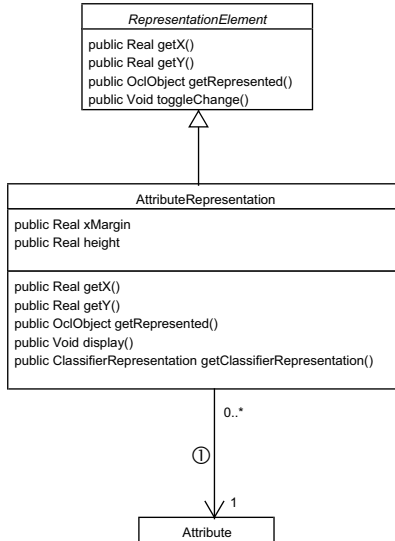 RepresentationElement
public Real getX()
public Real getY()
public OclObject getRepresented()
public Void toggleChange()
AttributeRepresentation
public Real xMargin
public Real height
public Real getX()
public Real getY()
public OclObject getRepresented()
public Void display()
public ClassifierRepresentation getClassifierRepresentation()
0..*
①
1
Attribute